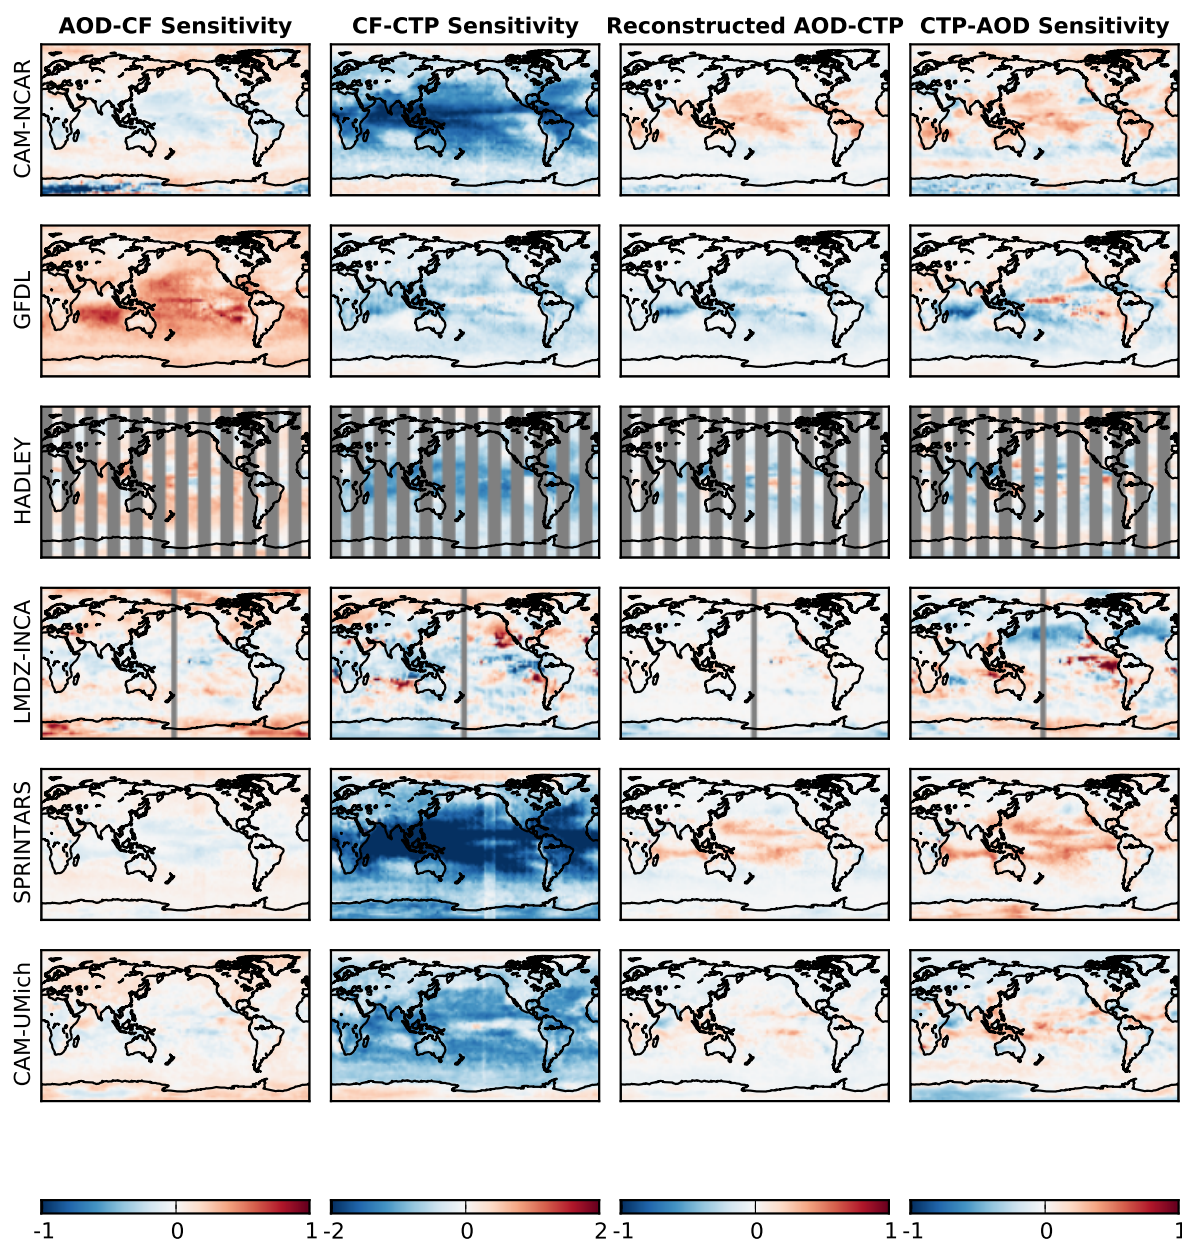 AOD-CF Sensitivity CF-CTP Sensitivity Reconstructed AOD-CTP CTP-AOD Sensitivity
CAM-NCAR
GFDL
HADLEY
LMDZ-INCA
SPRINTARS
CAM-UMich
-1 0 1 -2 0 2 -1 0 1 -1 0 1